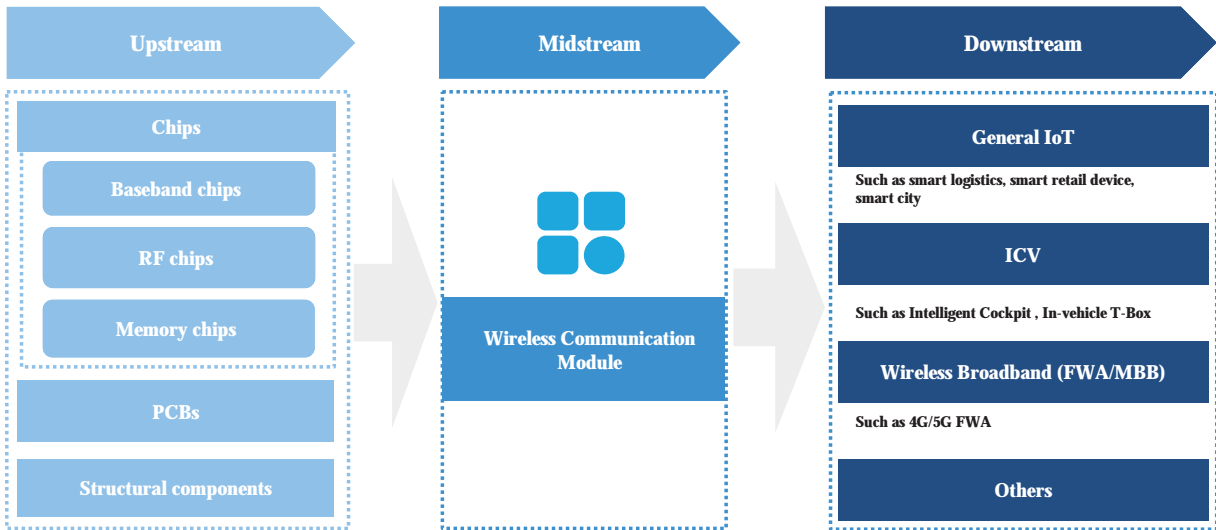 Upstream
Midstream
Downstream
Chips
Baseband chips
RF chips
Memory chips
PCBs
Structural components
Wireless Communication
Module
General IoT
Such as smart logistics, smart retail device,
smart city
ICV
Such as Intelligent Cockpit , In-vehicle T-Box
Wireless Broadband (FWA/MBB)
Such as 4G/5G FWA
Others